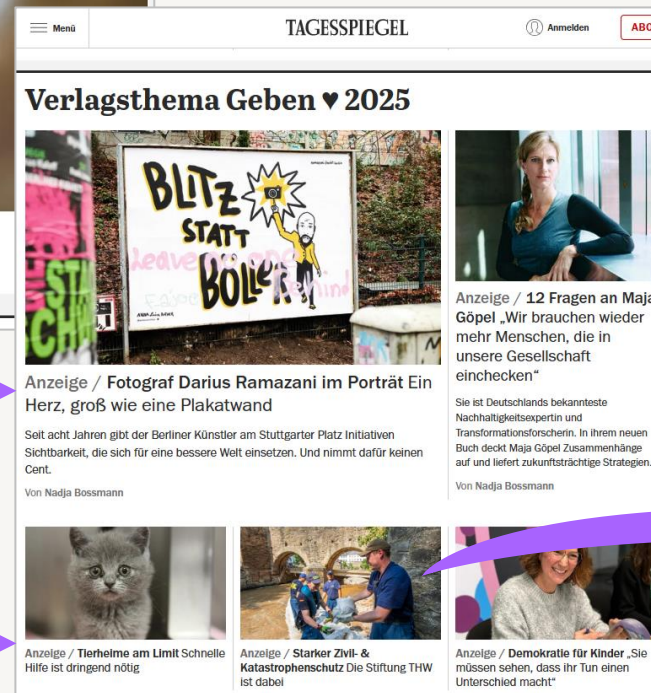 Menü
TAGESSPIEGEL
Anmelden
Verlagsthema Geben ♥ 2025
BLITZ
STATT
BÖLLER
Leave no one
behind
Anzeige / Fotograf Darius Ramazani im Porträt Ein
Herz, groß wie eine Plakatwand
Seit acht Jahren gibt der Berliner Künstler am Stuttgarter Platz Initiativen
Sichtbarkeit, die sich für eine bessere Welt einsetzen. Und nimmt dafür keinen
Cent.
Von Nadja Bossmann
Anzeige / 12 Fragen an Maja
Göpel „Wir brauchen wieder
mehr Menschen, die in
unsere Gesellschaft
einchecken“
Sie ist Deutschlands bekannteste
Nachhaltigkeitsexpertin und
Transformationsforscherin. In ihrem neuen
Buch deckt Maja Göpel Zusammenhänge
auf und liefert zukunftsträchtige Strategien.
Von Nadja Bossmann
Anzeige / Tierheime am Limit Schnelle
Hilfe ist dringend nötig
Anzeige / Starker Zivil- &
Katastrophenschutz Die Stiftung THW
ist dabei
Anzeige / Demokratie für Kinder „Sie
müssen sehen, dass ihr Tun einen
Unterschied macht“